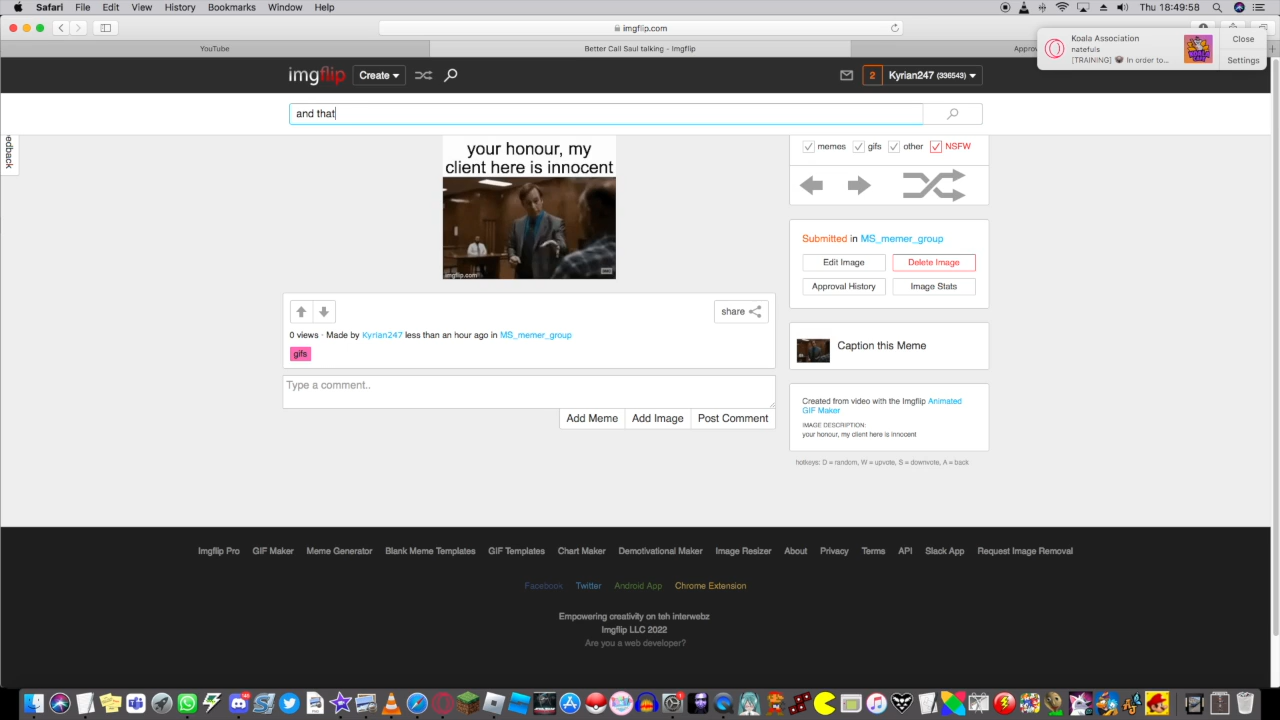 Safari File Edit View History Bookmarks Window Help Thu 18:49:58
imgflip.com
YouTube Better Call Saul talking - Imgflip Approv
Koala Association Close
natefuls
[TRAINING] In order to... Settings
imgflip Create 2 Kyrian247 (336543)
and that
edback
your honour, my
client here is innocent
imgflip.com
memes gifs other NSFW
Submitted in MS_memer_group
Edit Image Delete Image
Approval History Image Stats
share
0 views · Made by Kyrian247 less than an hour ago in MS_memer_group
gifs
Caption this Meme
Type a comment..
Add Meme Add Image Post Comment
Created from video with the Imgflip Animated
GIF Maker
IMAGE DESCRIPTION:
your honour, my client here is innocent
hotkeys: D = random, W = upvote, S = downvote, A = back
Imgflip Pro GIF Maker Meme Generator Blank Meme Templates GIF Templates Chart Maker Demotivational Maker Image Resizer About Privacy Terms API Slack App Request Image Removal
Facebook Twitter Android App Chrome Extension
Empowering creativity on teh interwebz
Imgflip LLC 2022
Are you a web developer?